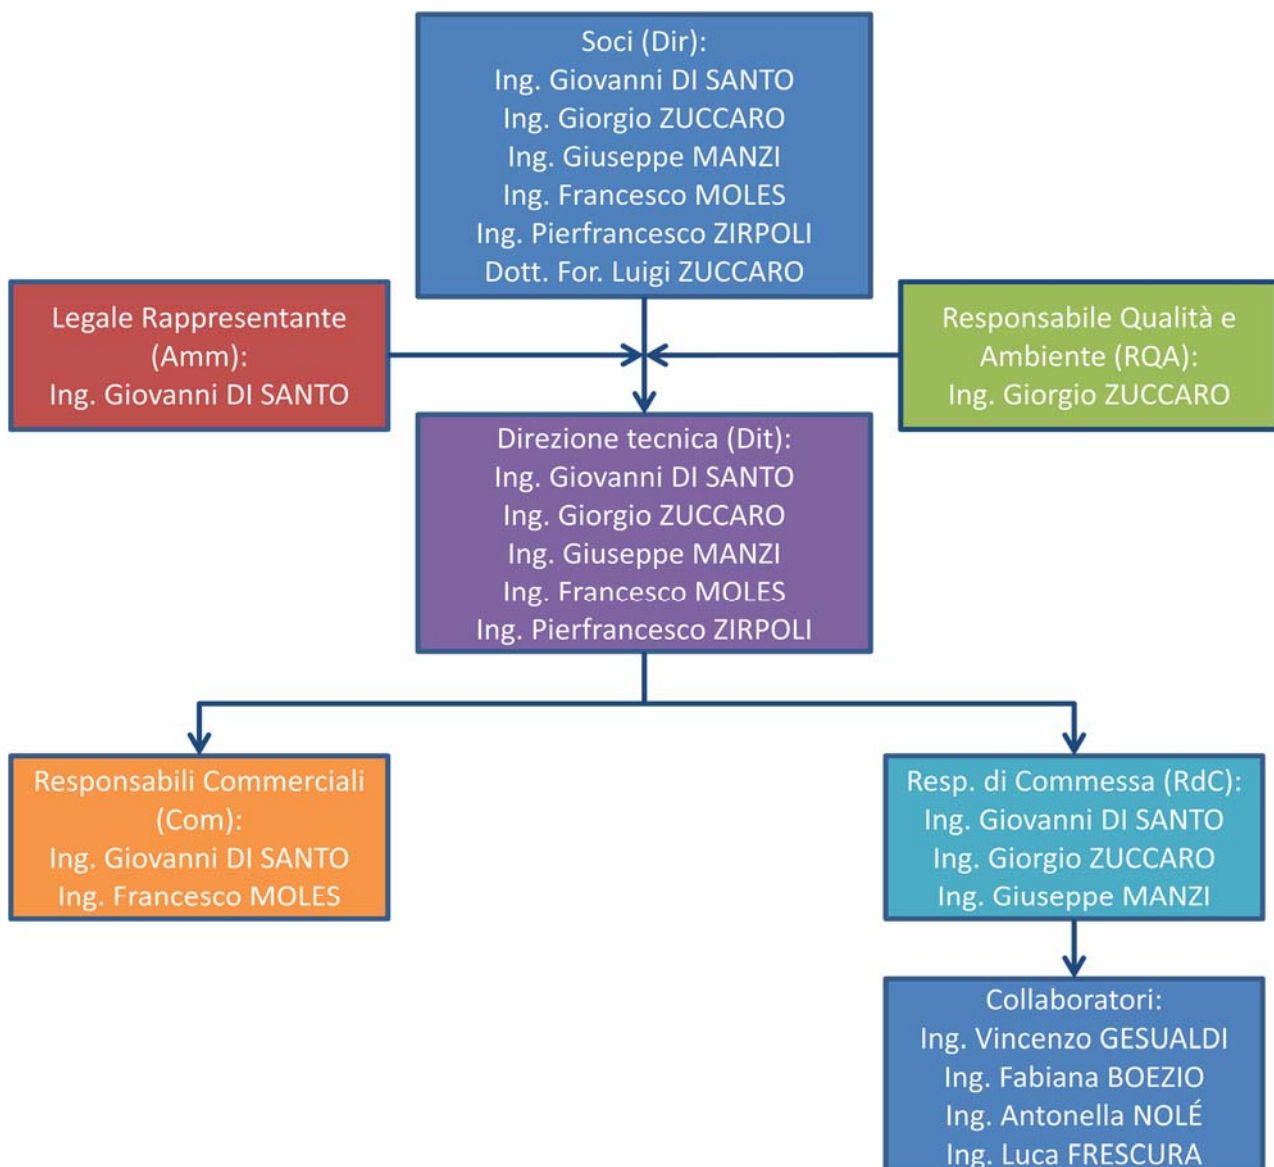 Soci (Dir):
Ing. Giovanni DI SANTO
Ing. Giorgio ZUCCARO
Ing. Giuseppe MANZI
Ing. Francesco MOLES
Ing. Pierfrancesco ZIRPOLI
Dott. For. Luigi ZUCCARO
Legale Rappresentante
(Amm):
Ing. Giovanni DI SANTO
Responsabile Qualità e
Ambiente (RQA):
Ing. Giorgio ZUCCARO
Direzione tecnica (Dit):
Ing. Giovanni DI SANTO
Ing. Giorgio ZUCCARO
Ing. Giuseppe MANZI
Ing. Francesco MOLES
Ing. Pierfrancesco ZIRPOLI
Responsabili Commerciali
(Com):
Ing. Giovanni DI SANTO
Ing. Francesco MOLES
Resp. di Commessa (RdC):
Ing. Giovanni DI SANTO
Ing. Giorgio ZUCCARO
Ing. Giuseppe MANZI
Collaboratori:
Ing. Vincenzo GESUALDI
Ing. Fabiana BOEZIO
Ing. Antonella NOLÉ
Ing. Luca FRESCURA